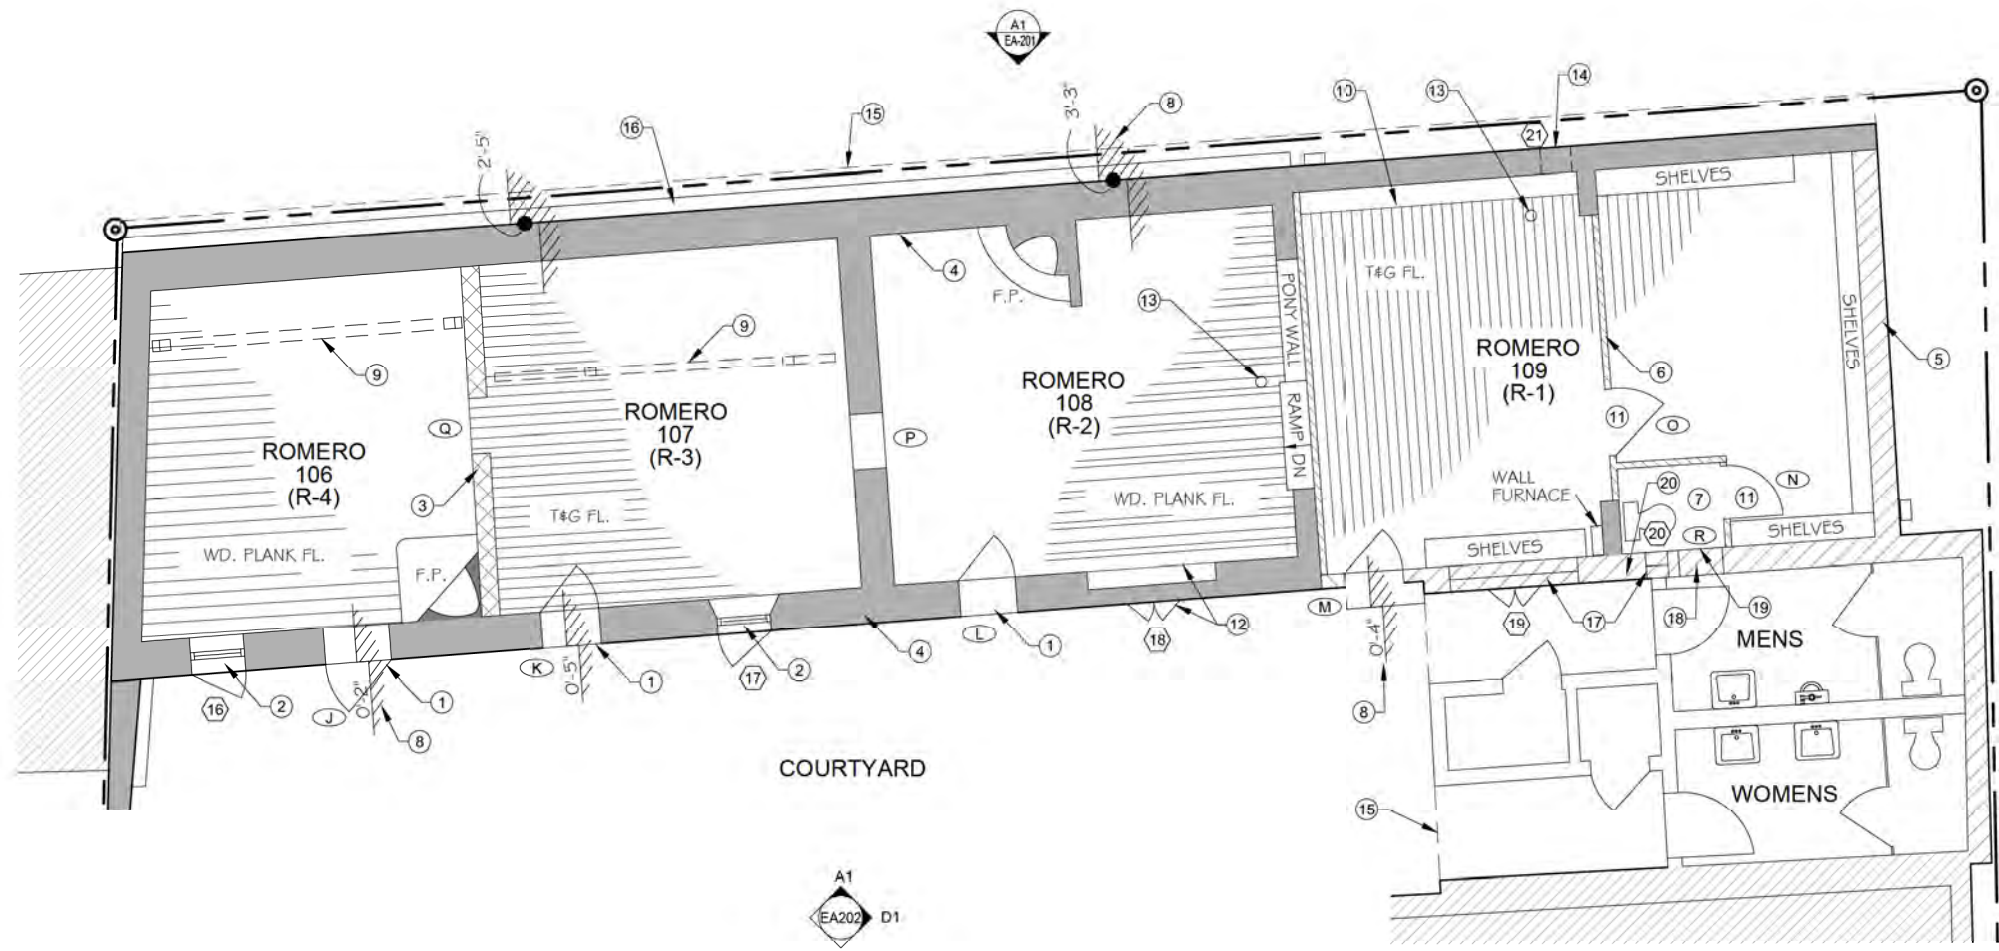 A1
EA-201
14
13
10
8
3'-3"
15
16
2'-5"
21
SHELVES
4
F.P.
13
T&G FL.
PONY WALL
SHELVES
9
9
ROMERO
109
(R-1)
6
5
ROMERO
108
(R-2)
ROMERO
107
(R-3)
ROMERO
106
(R-4)
Q
P
11
O
RAMP
DN
WALL
FURNACE
20
7
11
N
3
WD. PLANK FL.
T&G FL.
20
R
SHELVES
SHELVES
WD. PLANK FL.
F.P.
M
19
17
18
19
MENS
12
18
L
1
4
0'-4"
K
0'-5"
1
17
2
16
2
J
0'-2"
1
8
8
COURTYARD
WOMENS
15
A1
EA202
D1